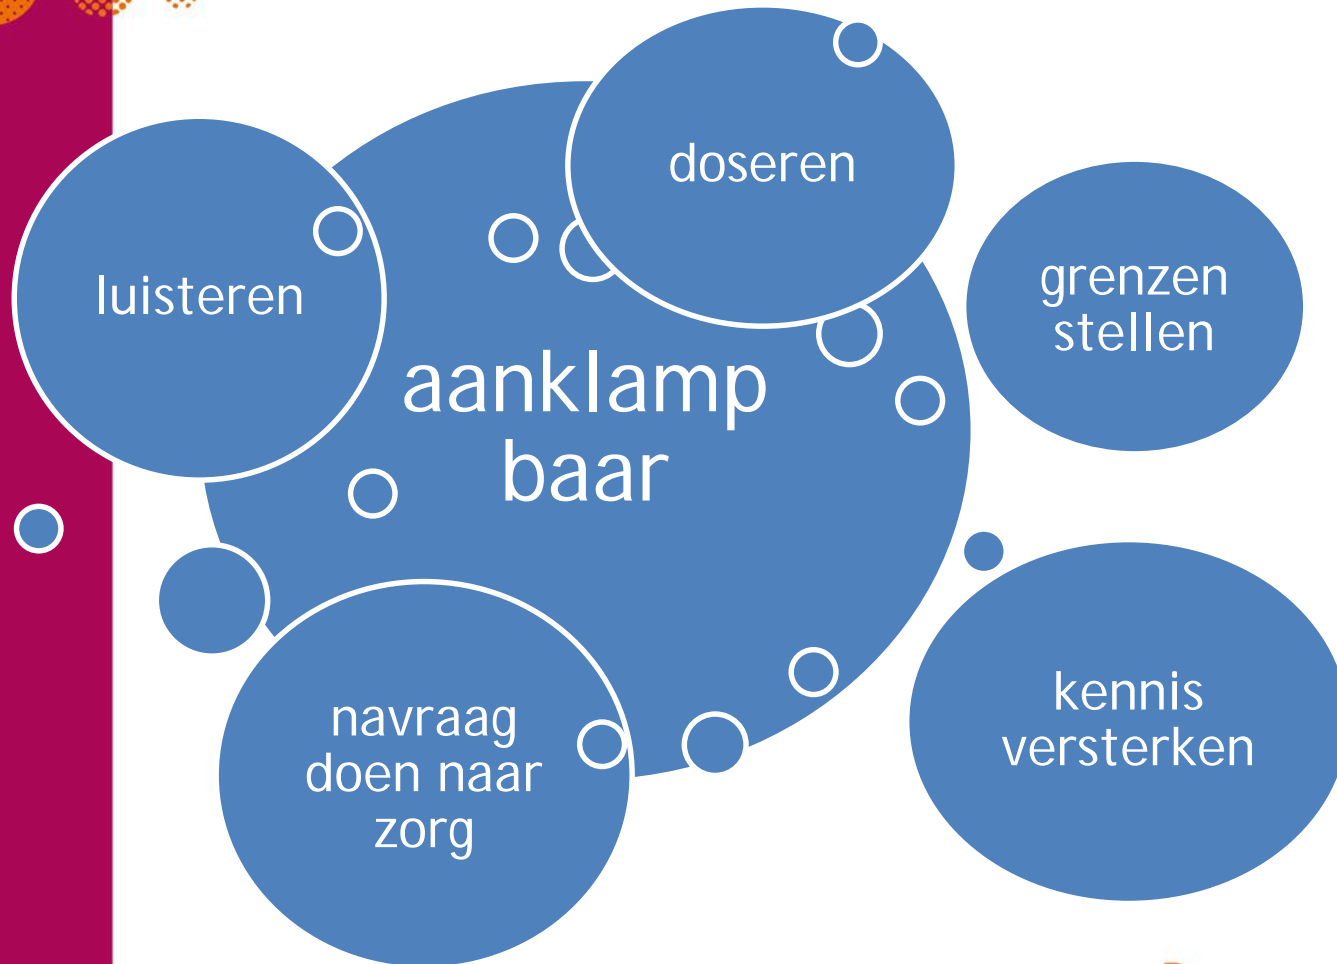 doseren
luisteren
grenzen
stellen
aanklamp
baar
kennis
versterken
navraag
doen naar
zorg